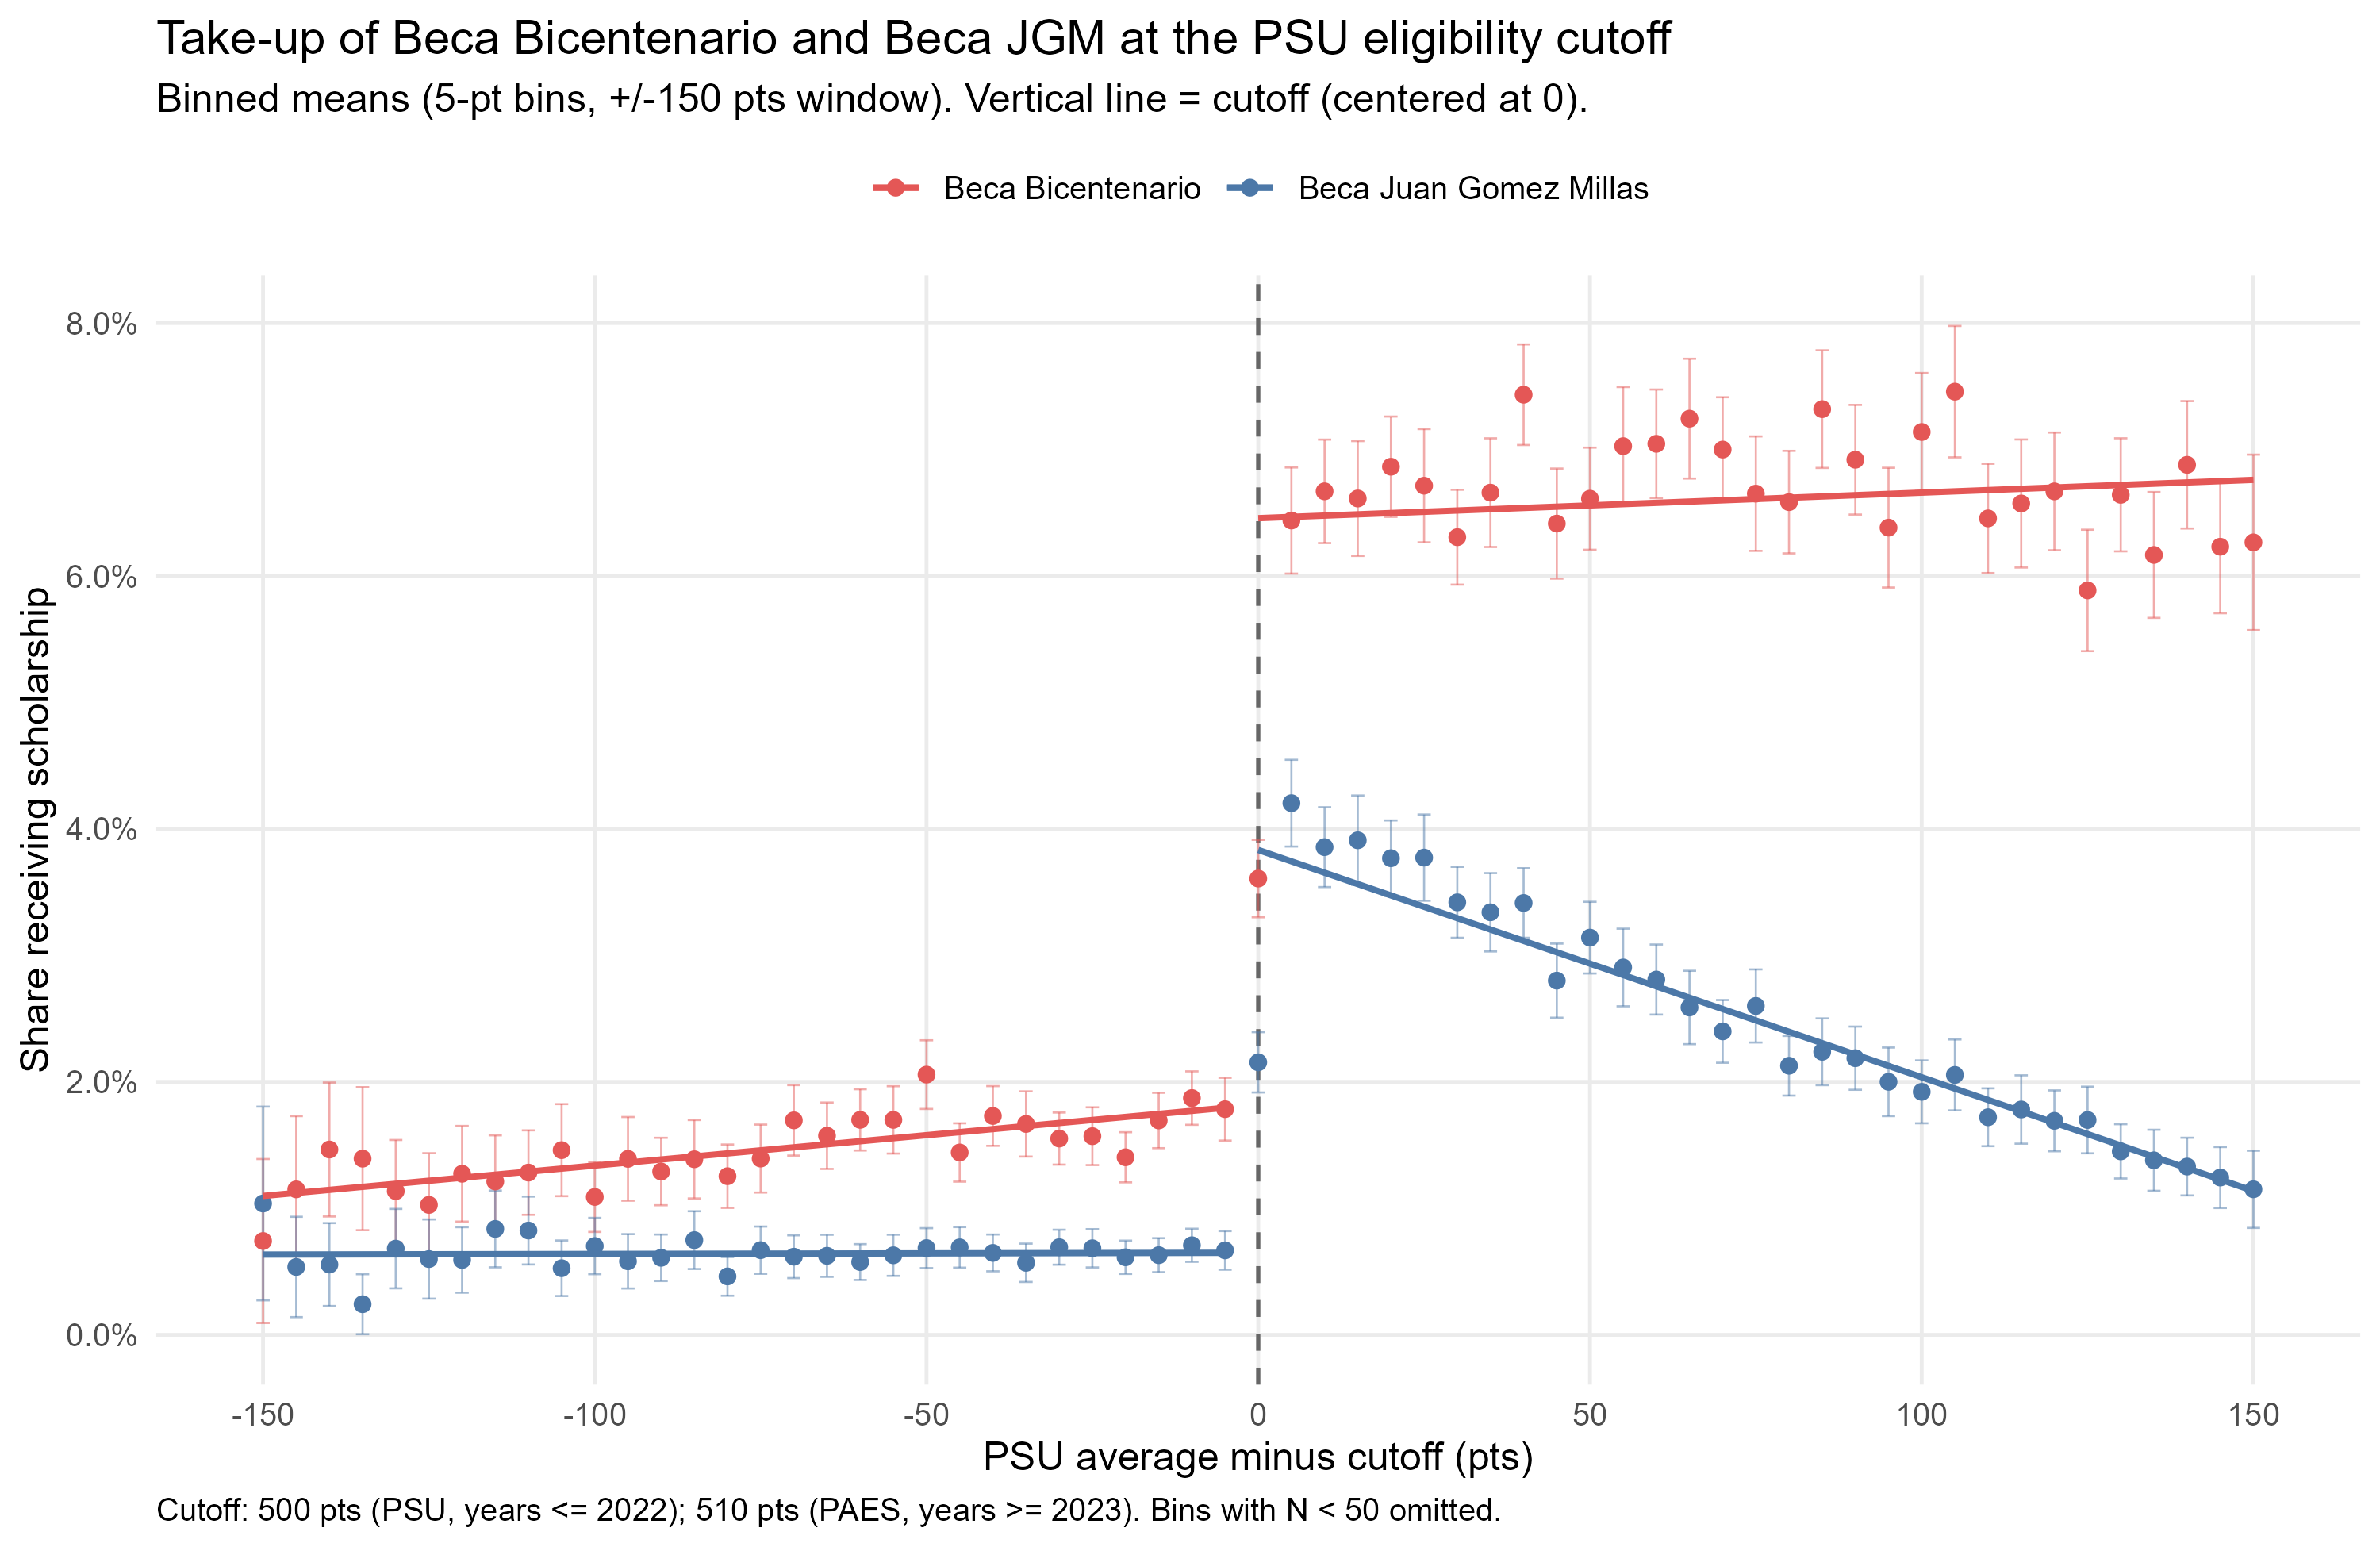 Take-up of Beca Bicentenario and Beca JGM at the PSU eligibility cutoff
Binned means (5-pt bins, +/-150 pts window). Vertical line = cutoff (centered at 0).
Beca Bicentenario
Beca Juan Gomez Millas
Share receiving scholarship
8.0%
6.0%
4.0%
2.0%
0.0%
-150
-100
-50
0
50
100
150
PSU average minus cutoff (pts)
Cutoff: 500 pts (PSU, years <= 2022); 510 pts (PAES, years >= 2023). Bins with N < 50 omitted.